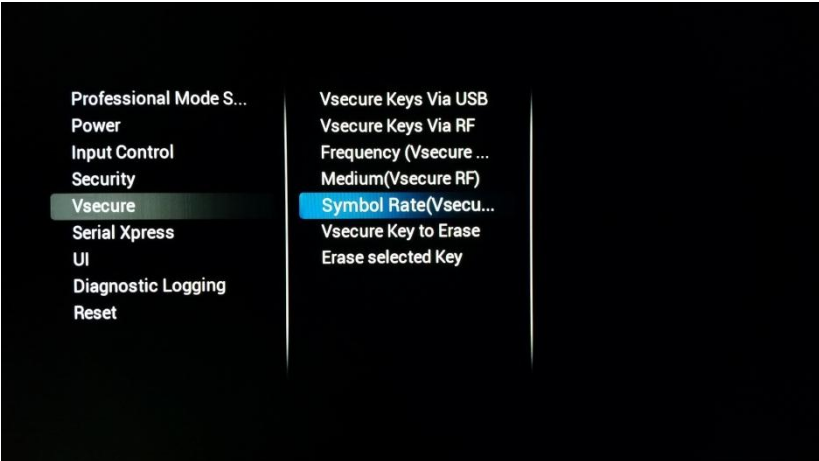 Professional Mode S...
Power
Input Control
Security
Vsecure
Serial Xpress
UI
Diagnostic Logging
Reset
Vsecure Keys Via USB
Vsecure Keys Via RF
Frequency (Vsecure ...
Medium(Vsecure RF)
Symbol Rate(Vsecu...
Vsecure Key to Erase
Erase selected Key